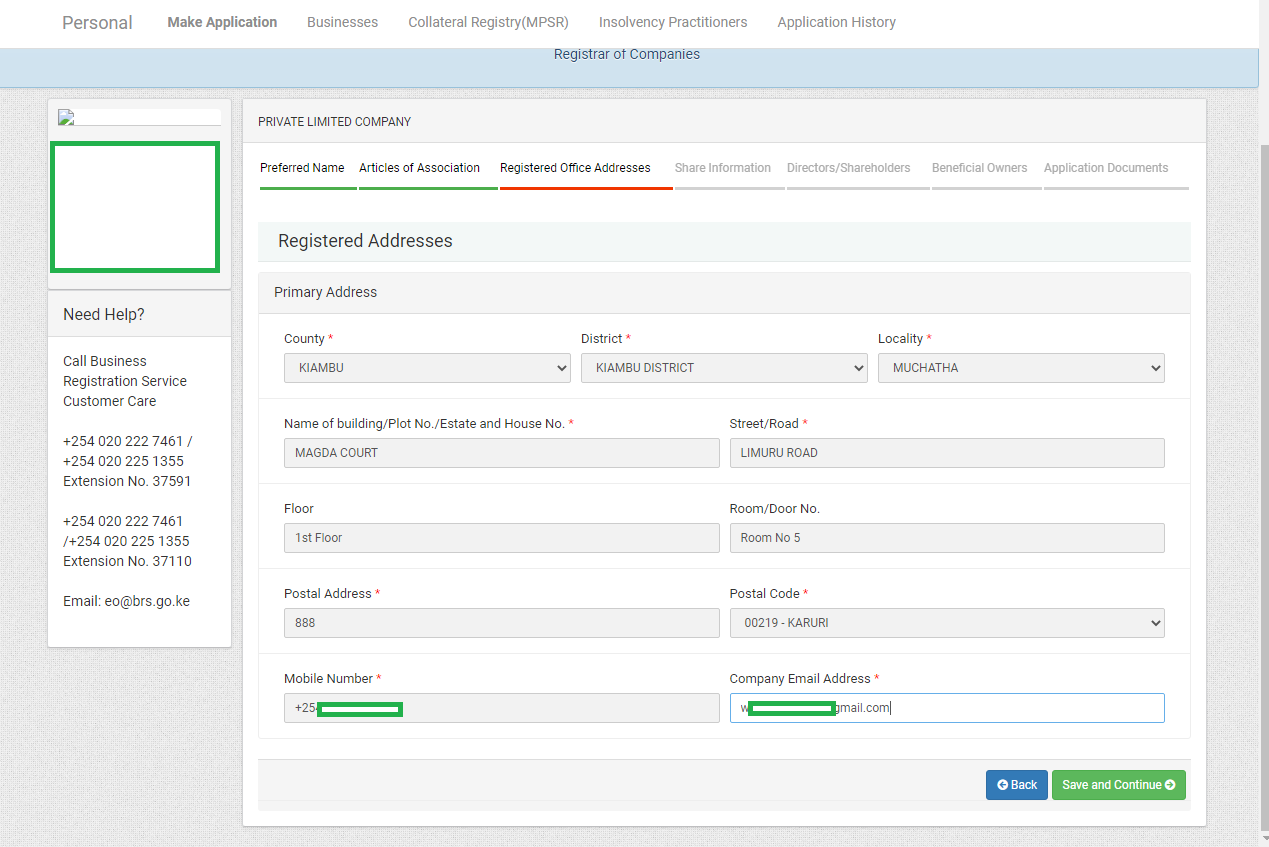 Personal Make Application Businesses Collateral Registry(MPSR) Insolvency Practitioners Application History
Registrar of Companies
Need Help?
Call Business
Registration Service
Customer Care
+254 020 222 7461 /
+254 020 225 1355
Extension No. 37591
+254 020 222 7461
/+254 020 225 1355
Extension No. 37110
Email: eo@brs.go.ke
PRIVATE LIMITED COMPANY
Preferred Name Articles of Association Registered Office Addresses Share Information Directors/Shareholders Beneficial Owners Application Documents
Registered Addresses
Primary Address
County * District * Locality *
KIAMBU KIAMBU DISTRICT MUCHATHA
Name of building/Plot No./Estate and House No. * Street/Road *
MAGDA COURT LIMURU ROAD
Floor Room/Door No.
1st Floor Room No 5
Postal Address * Postal Code *
888 00219 - KARURI
Mobile Number * Company Email Address *
+254 w gmail.com
Back Save and Continue